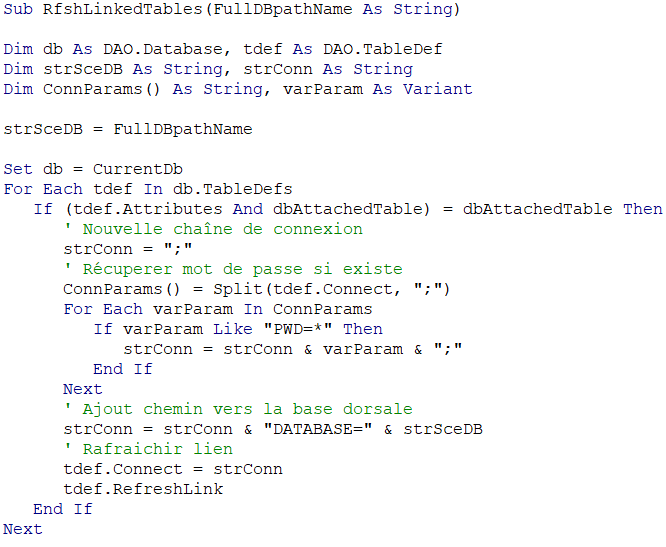 Sub RfshLinkedTables(FullDBpathName As String)
Dim db As DAO.Database, tdef As DAO.TableDef
Dim strSceDB As String, strConn As String
Dim ConnParams() As String, varParam As Variant
strSceDB = FullDBpathName
Set db = CurrentDb
For Each tdef In db.TableDefs
If (tdef.Attributes And dbAttachedTable) = dbAttachedTable Then
' Nouvelle chaîne de connexion
strConn = ";"
' Récuperer mot de passe si existe
ConnParams() = Split(tdef.Connect, ";")
For Each varParam In ConnParams
If varParam Like "PWD=*" Then
strConn = strConn & varParam & ";"
End If
Next
' Ajout chemin vers la base dorsale
strConn = strConn & "DATABASE=" & strSceDB
' Rafraichir lien
tdef.Connect = strConn
tdef.RefreshLink
End If
Next